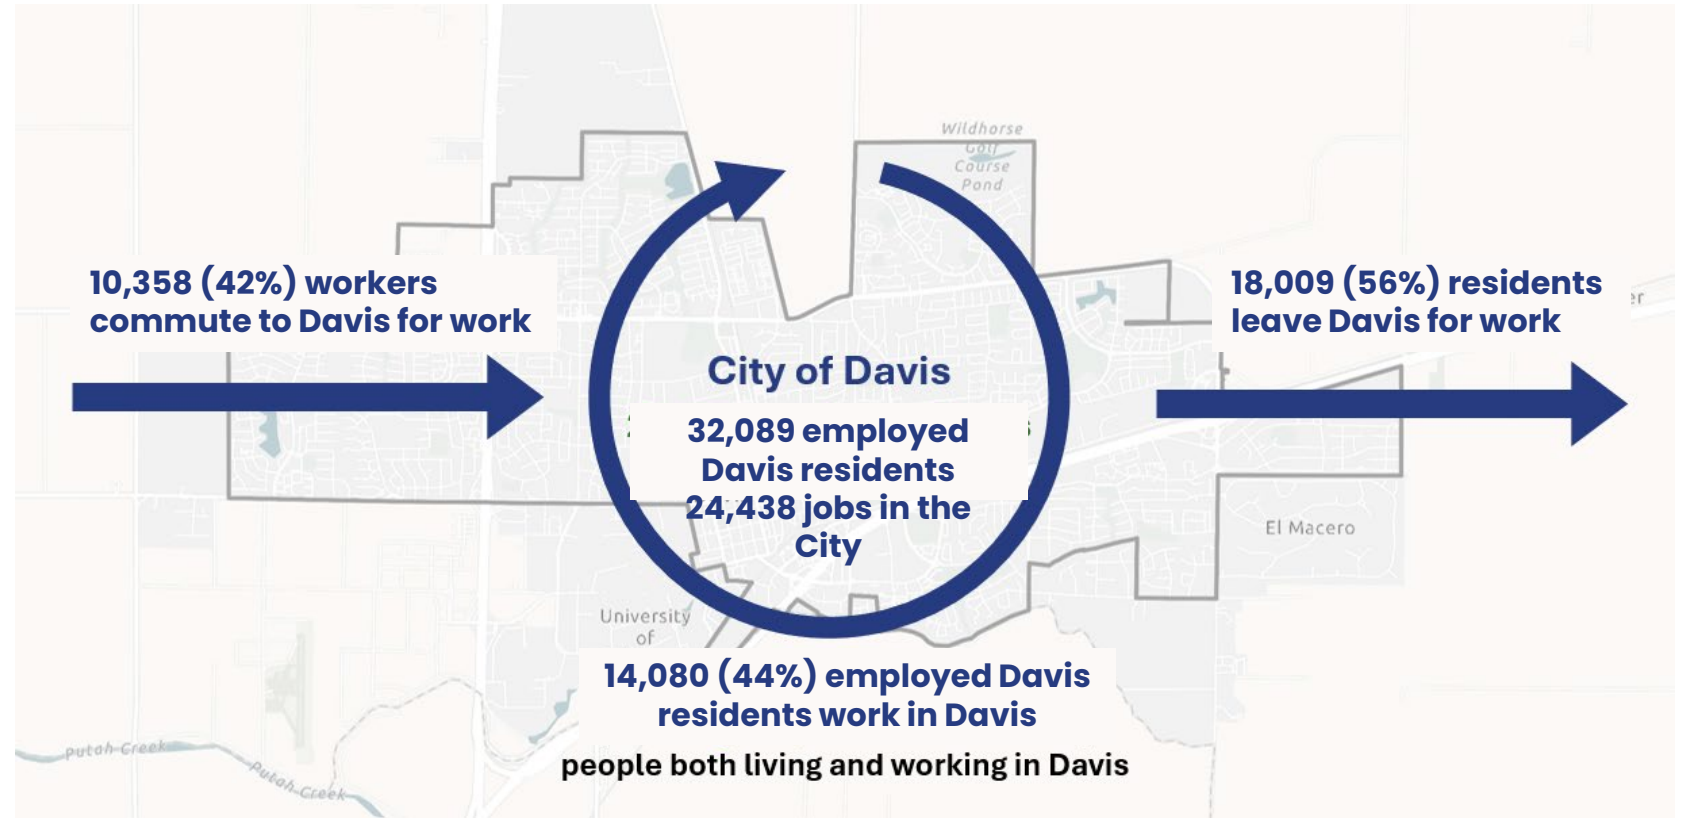 Wildhorse
Golf
Course
Pond
10,358 (42%) workers
commute to Davis for work
18,009 (56%) residents
leave Davis for work
City of Davis
32,089 employed
Davis residents
24,438 jobs in the
City
El Macero
University
of
14,080 (44%) employed Davis
residents work in Davis
people both living and working in Davis
Putah Creek
Putah Creek